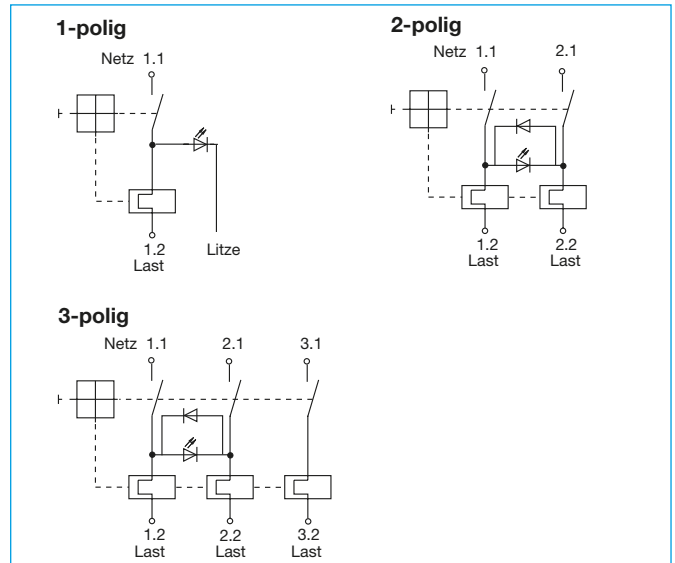 1-polig
Netz 1.1
1.2
Last
Litze
2-polig
Netz 1.1 2.1
1.2 2.2
Last Last
3-polig
Netz 1.1 2.1 3.1
1.2 2.2 3.2
Last Last Last